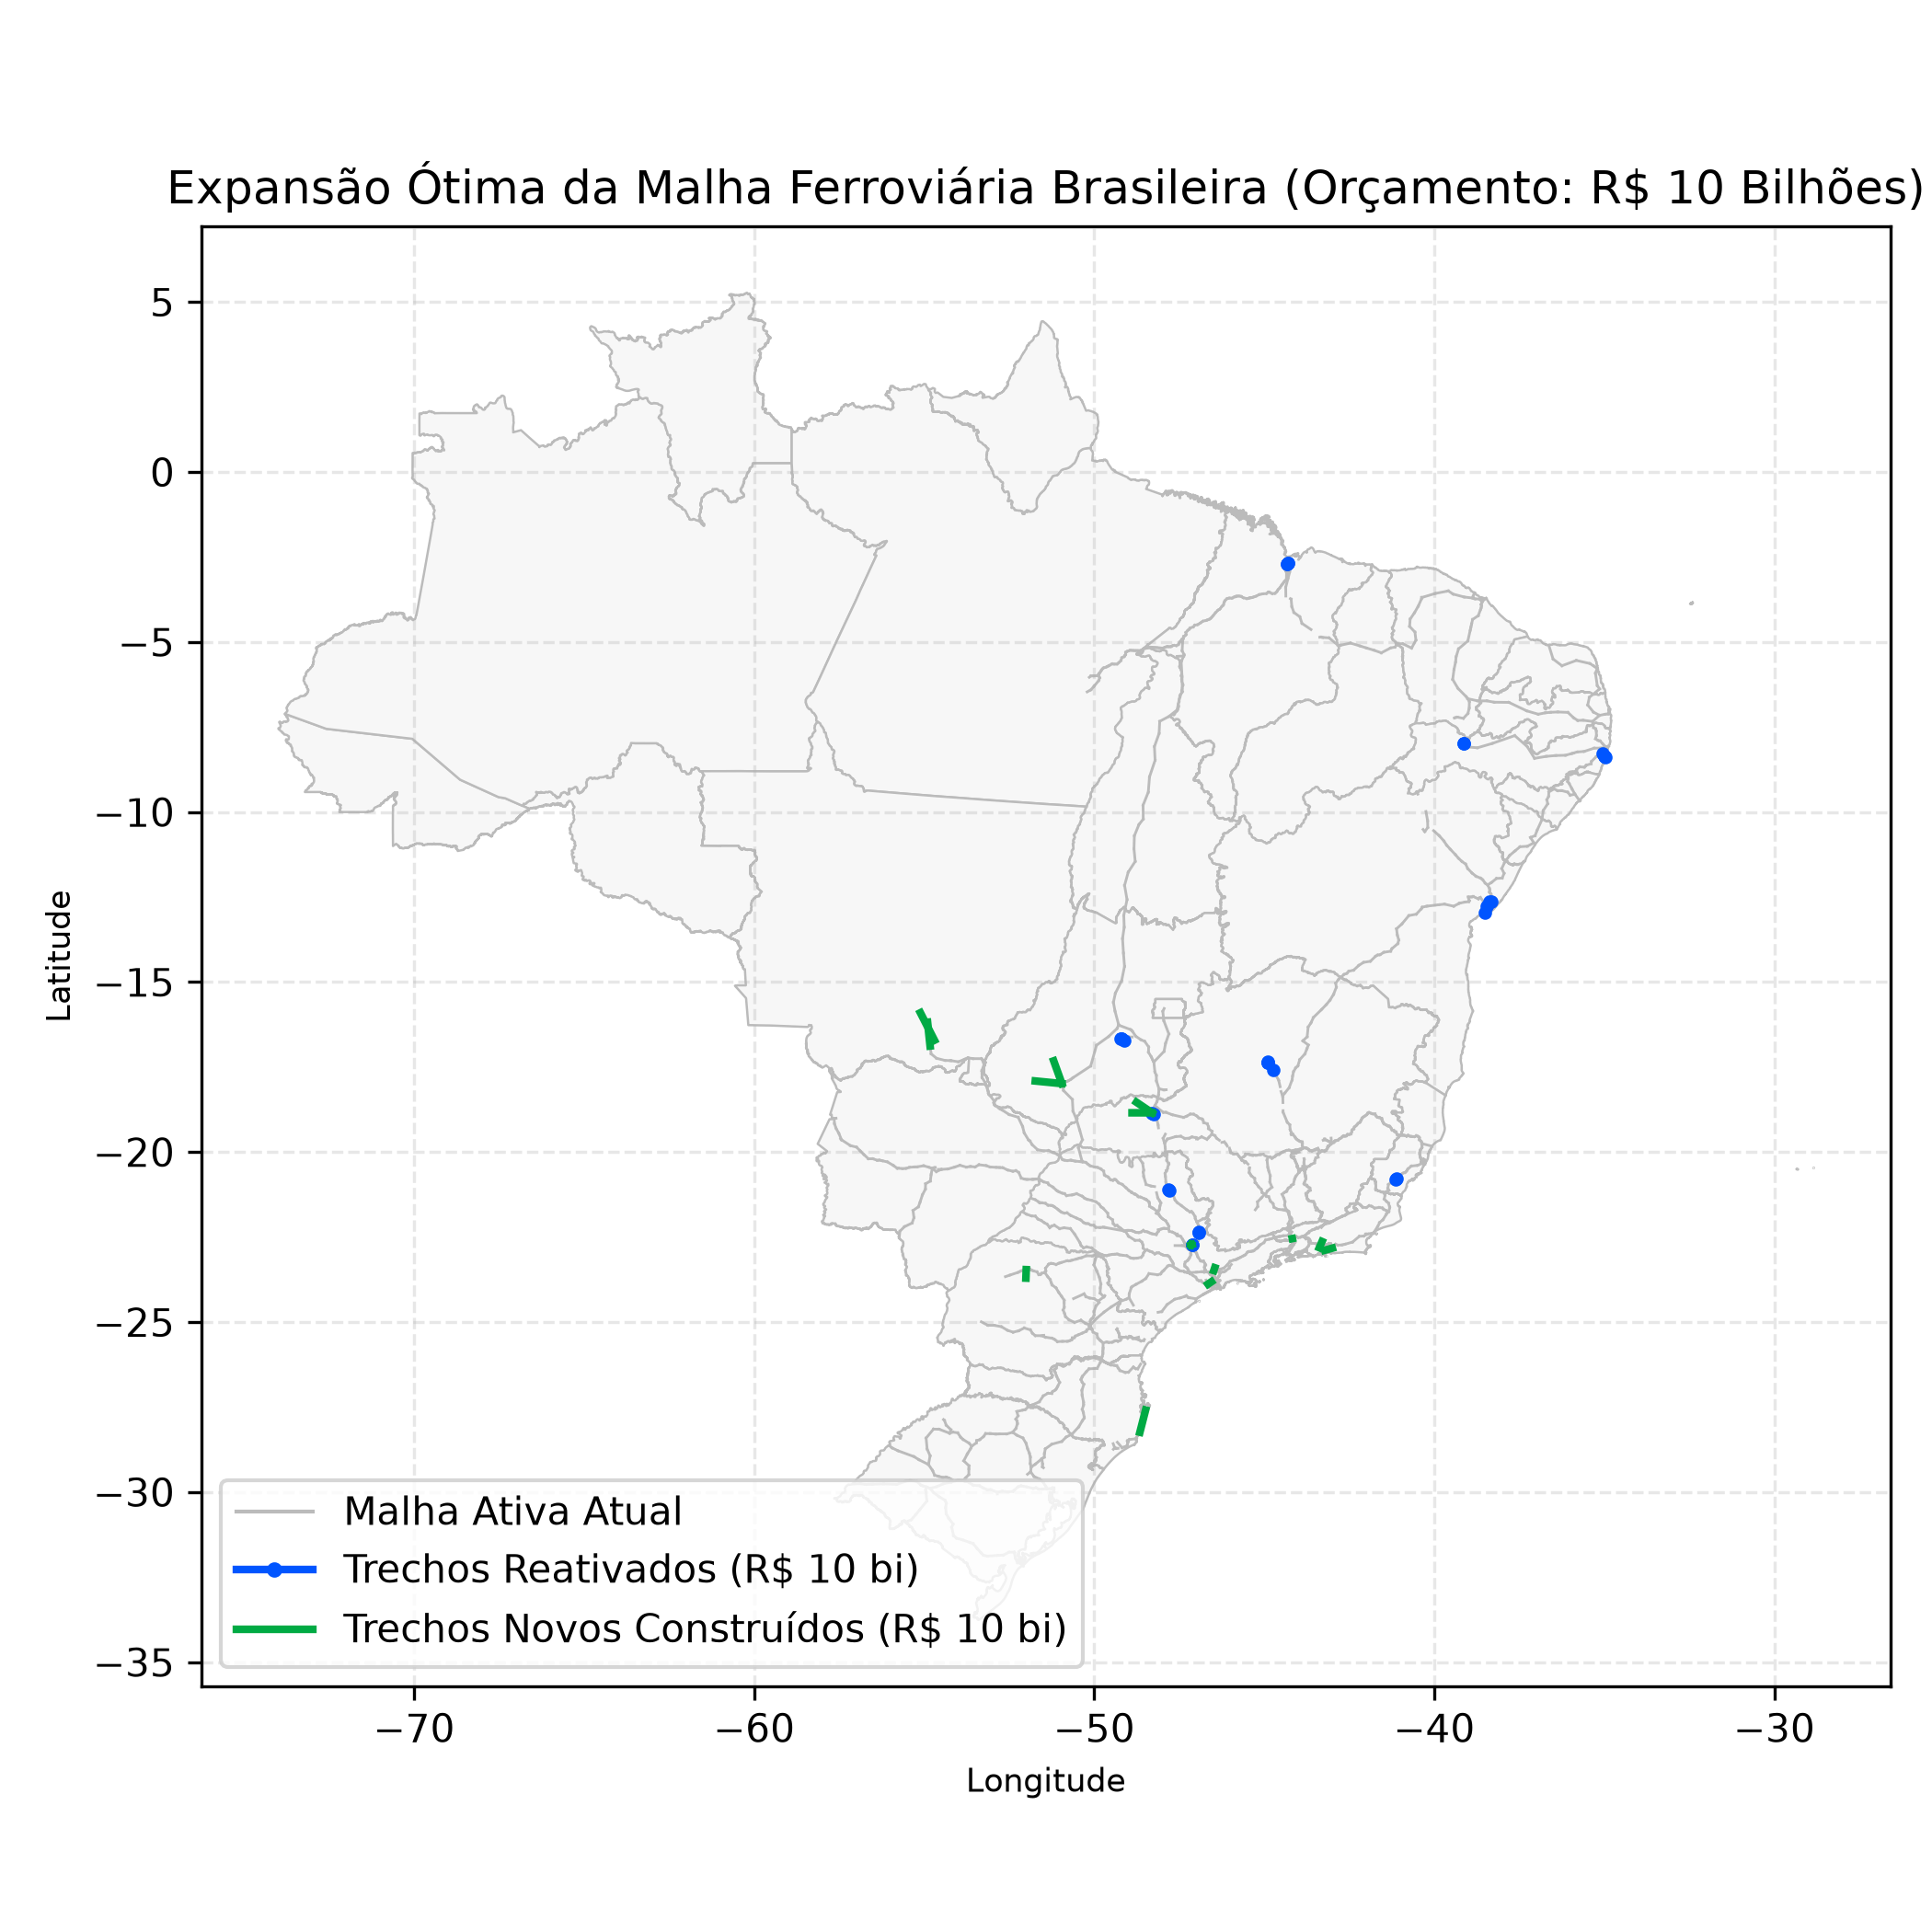 Expansão Ótima da Malha Ferroviária Brasileira (Orçamento: R$ 10 Bilhões)
5
0
−5
−10
−15
−20
−25
−30
−35
Latitude
Malha Ativa Atual
Trechos Reativados (R$ 10 bi)
Trechos Novos Construídos (R$ 10 bi)
−70 −60 −50 −40 −30
Longitude